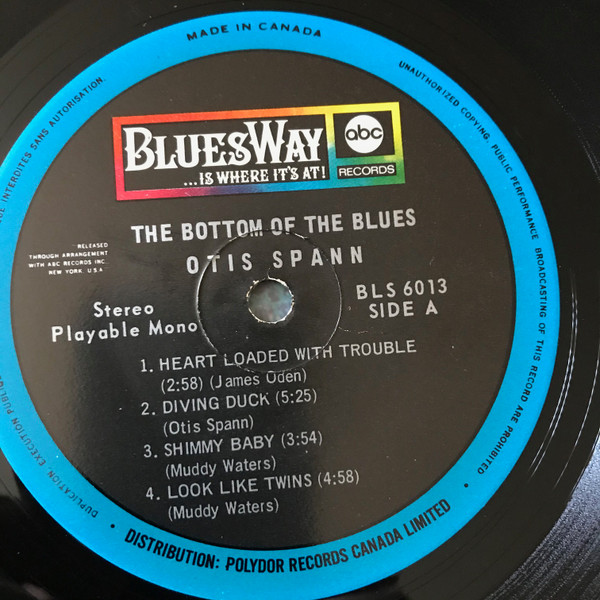 MADE IN CANADA
UNAUTHORIZED COPYING, PUBLIC PERFORMANCE BROADCASTING OF THIS RECORD ARE PROHIBITED
INTERDITES SANS AUTORISATION.
BLUESWAY
...IS WHERE IT'S AT!
abc
RECORDS
THE BOTTOM OF THE BLUES
OTIS SPANN
RELEASED
THROUGH ARRANGEMENT
WITH ABC RECORDS INC.
NEW YORK. U.S.A
Stereo
Playable Mono
BLS 6013
SIDE A
1. HEART LOADED WITH TROUBLE
(2:58) (James Oden)
2. DIVING DUCK (5:25)
(Otis Spann)
3. SHIMMY BABY (3:54)
(Muddy Waters)
4. LOOK LIKE TWINS (4:58)
(Muddy Waters)
DUPLICATION, EXECUTION
• DISTRIBUTION: POLYDOR RECORDS CANADA LIMITED •